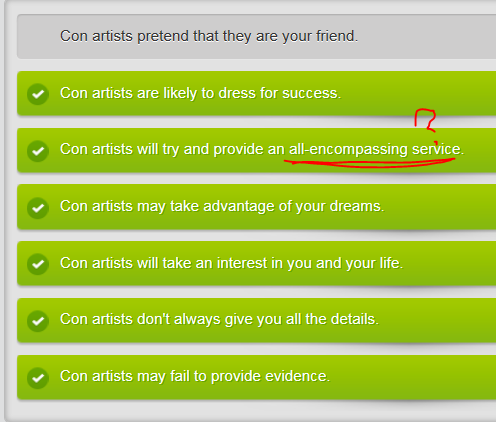 Con artists pretend that they are your friend.
Con artists are likely to dress for success.
?
Con artists will try and provide an all-encompassing service.
Con artists may take advantage of your dreams.
Con artists will take an interest in you and your life.
Con artists don't always give you all the details.
Con artists may fail to provide evidence.